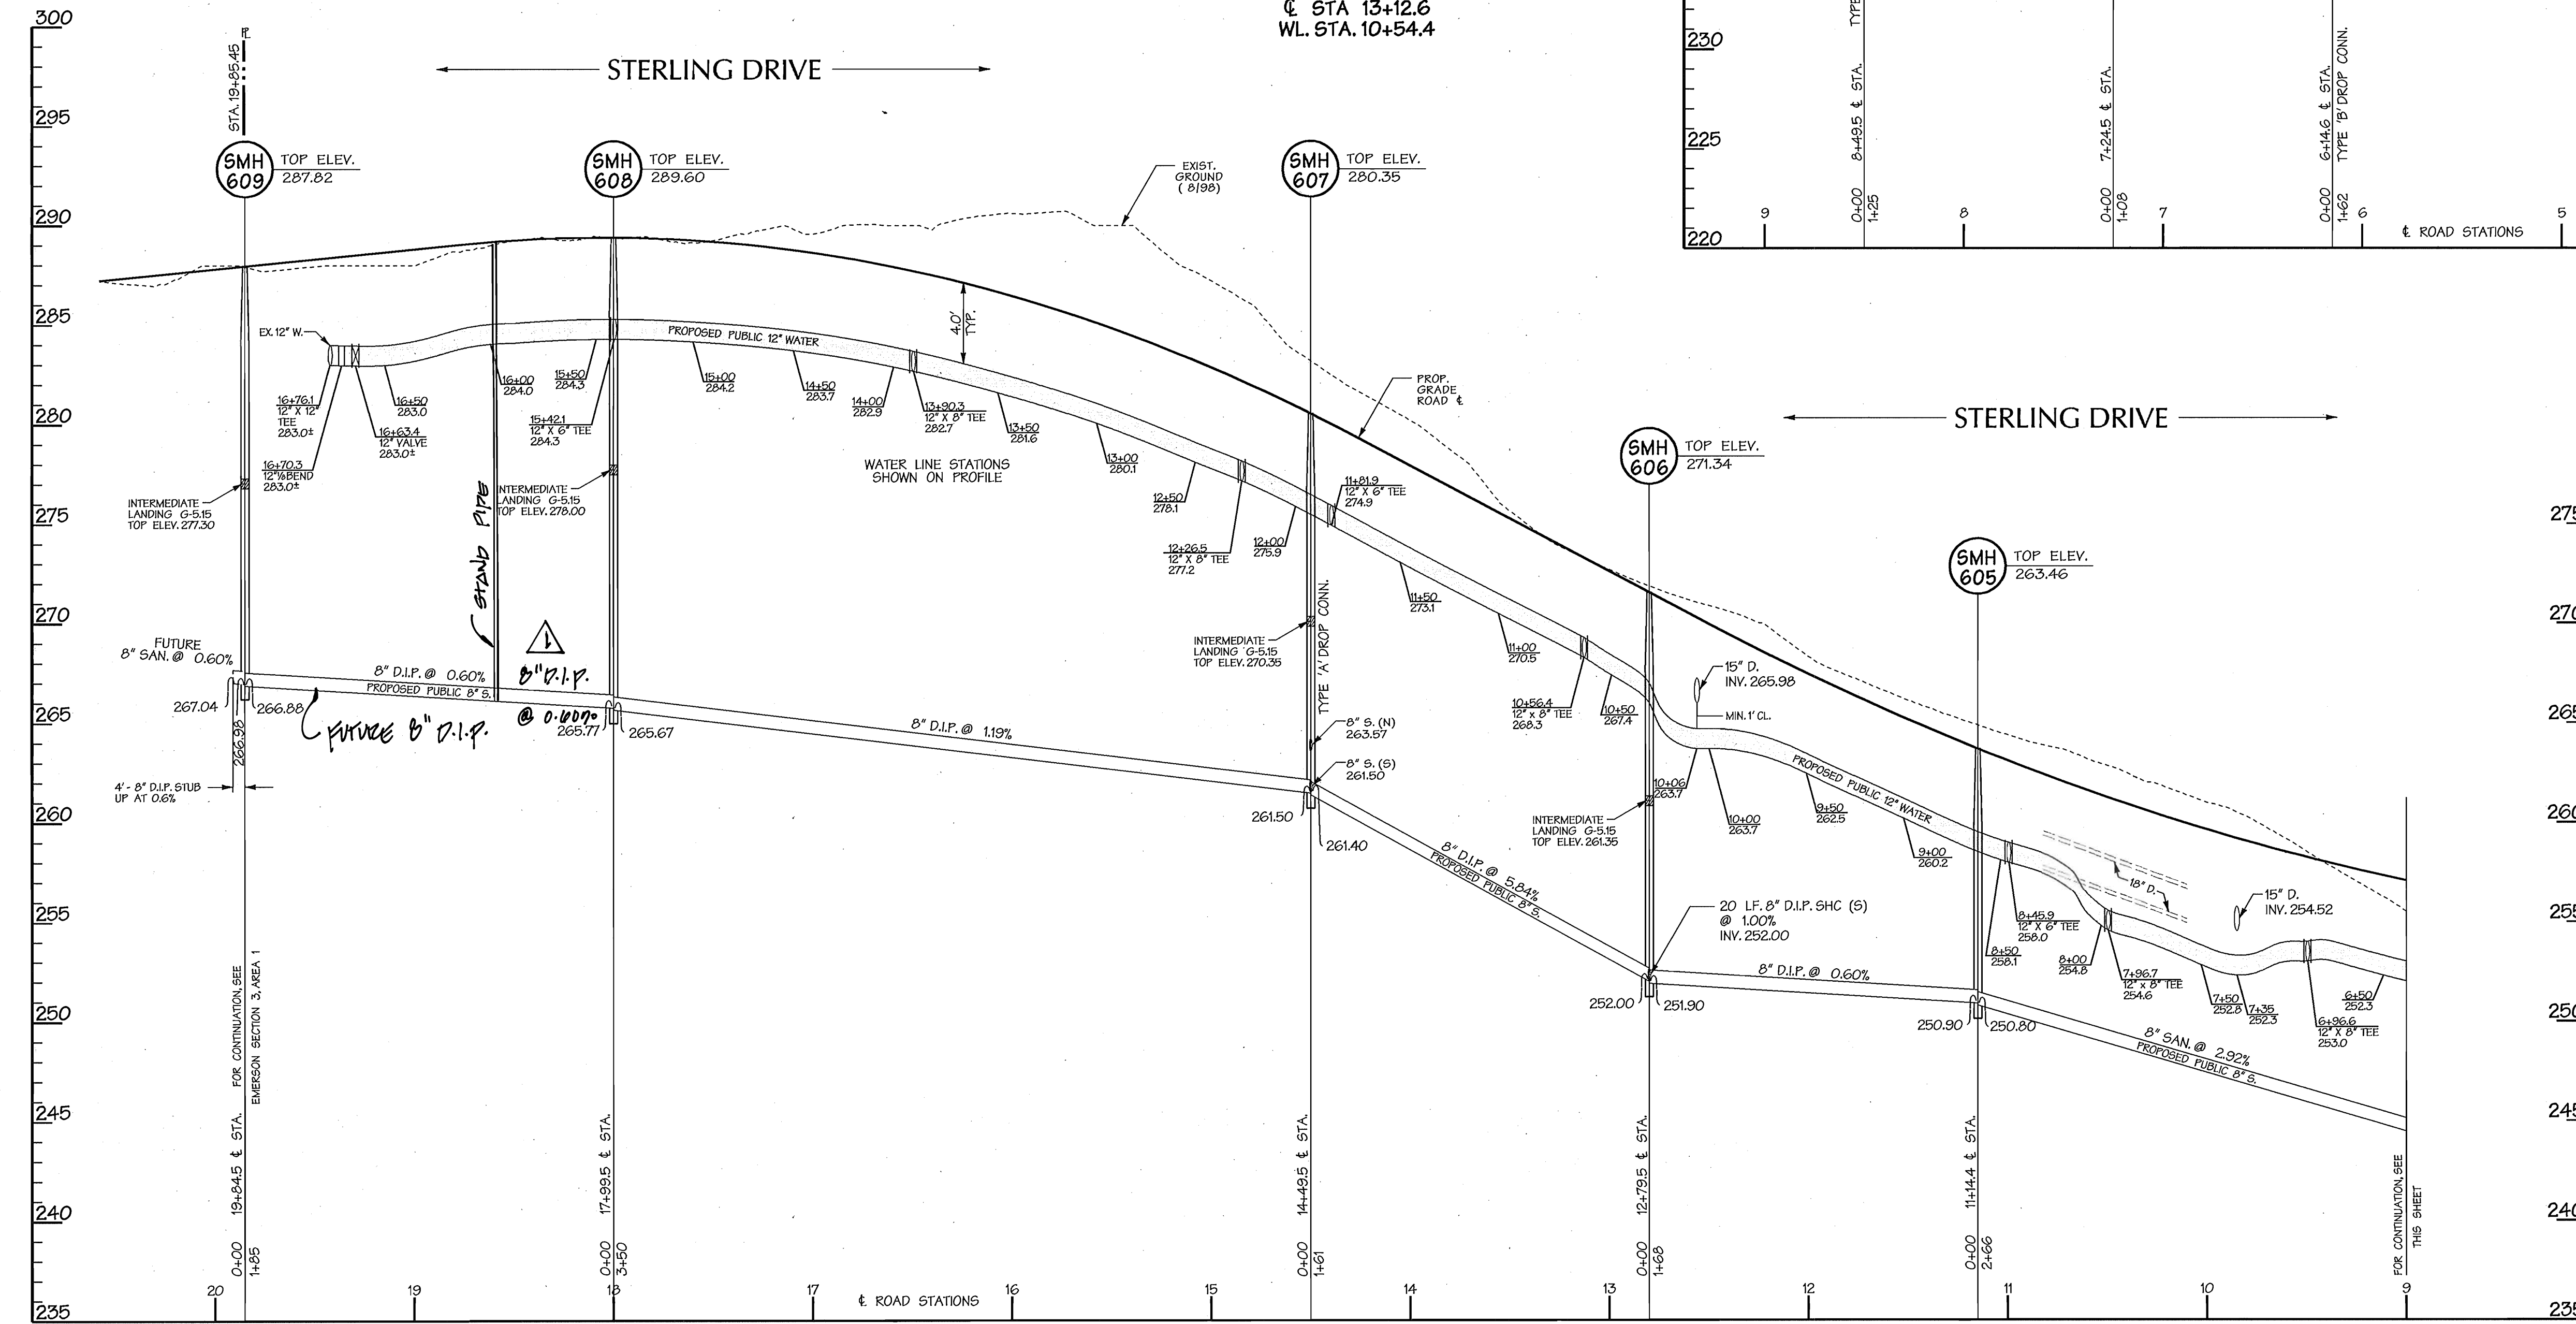 ℄ STA 13+12.6
WL. STA. 10+54.4
STERLING DRIVE
300
295
290
285
280
275
270
265
260
255
250
245
240
235
STA. 19+85.45
℄
SMH
609
TOP ELEV.
287.82
SMH
608
TOP ELEV.
289.60
SMH
607
TOP ELEV.
280.35
EXIST.
GROUND
( 8/98)
EX. 12" W.
PROPOSED PUBLIC 12" WATER
4.0'
TYP.
16+76.1
12" X 12"
TEE
283.0±
16+70.3
12" ⅛ BEND
283.0±
16+63.4
12" VALVE
283.0±
16+50
283.0
16+00
284.0
15+50
284.3
15+42.1
12" X 6" TEE
284.3
15+00
284.2
14+50
283.7
14+00
282.9
13+90.3
12" X 8" TEE
282.7
13+50
281.6
13+00
280.1
12+50
278.1
12+26.5
12" X 8" TEE
277.2
12+00
275.9
11+81.9
12" X 6" TEE
274.9
11+50
273.1
11+00
270.5
10+56.4
12" x 8" TEE
268.3
10+50
267.4
WATER LINE STATIONS
SHOWN ON PROFILE
PROP.
GRADE
ROAD ℄
INTERMEDIATE
LANDING G-5.15
TOP ELEV. 277.30
INTERMEDIATE
LANDING G-5.15
TOP ELEV. 278.00
STAND PIPE
INTERMEDIATE
LANDING G-5.15
TOP ELEV. 270.35
TYPE 'A' DROP CONN.
FUTURE
8" SAN. @ 0.60%
8" D.I.P. @ 0.60%
PROPOSED PUBLIC 8" S.
1
8" D.I.P.
@ 0.60%
FUTURE 8" D.I.P.
267.04
266.98
266.88
4' - 8" D.I.P. STUB
UP AT 0.6%
265.77
265.67
8" D.I.P. @ 1.19%
8" S. (N)
263.57
8" S. (S)
261.50
261.50
261.40
8" D.I.P. @ 5.84%
PROPOSED PUBLIC 8" S.
STERLING DRIVE
SMH
606
TOP ELEV.
271.34
SMH
605
TOP ELEV.
263.46
15" D.
INV. 265.98
MIN. 1' CL.
10+06
263.7
10+00
263.7
INTERMEDIATE
LANDING G-5.15
TOP ELEV. 261.35
PROPOSED PUBLIC 12" WATER
9+50
262.5
9+00
260.2
8+50
258.1
8+45.9
12" X 6" TEE
258.0
8+00
254.8
7+96.7
12" x 8" TEE
254.6
18" D.
15" D.
INV. 254.52
7+50
252.8
7+35
252.3
6+96.6
12" X 8" TEE
253.0
6+50
252.3
20 LF. 8" D.I.P. SHC (S)
@ 1.00%
INV. 252.00
252.00
251.90
8" D.I.P. @ 0.60%
250.90
250.80
8" SAN. @ 2.92%
PROPOSED PUBLIC 8" S.
0+00 19+84.5 ℄ STA. FOR CONTINUATION, SEE
1+85 EMERSON SECTION 3, AREA 1
0+00 17+99.5 ℄ STA.
3+50
0+00 14+49.5 ℄ STA.
1+61
0+00 12+79.5 ℄ STA.
1+68
0+00 11+14.4 ℄ STA.
2+66
FOR CONTINUATION, SEE
THIS SHEET
20 19 18 17 16 15 14 13 12 11 10 9
℄ ROAD STATIONS
230
225
220
TYPE
0+00 8+49.5 ℄ STA.
1+25
0+00 7+24.5 ℄ STA.
1+08
0+00 6+14.6 ℄ STA.
1+62 TYPE 'B' DROP CONN.
9 8 7 6 5
℄ ROAD STATIONS
275
270
265
260
255
250
245
240
235